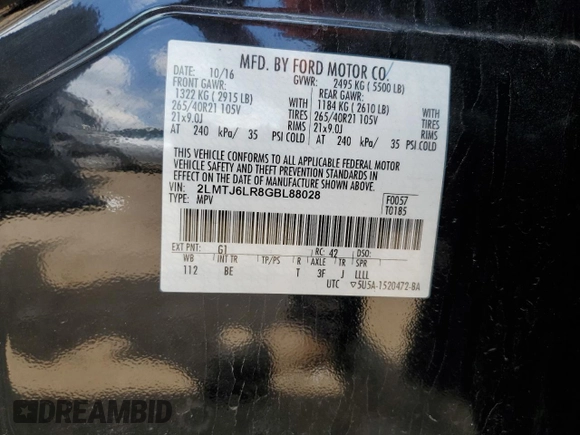 MFD. BY FORD MOTOR CO.
DATE: 10/16 GVWR: 2495 KG ( 5500 LB)
FRONT GAWR: REAR GAWR:
1322 KG ( 2915 LB) 1184 KG ( 2610 LB)
265/40R21 105V TIRES 265/40R21 105V TIRES
21x9.0J RIMS 21x9.0J RIMS
AT 240 kPa/ 35 PSI COLD AT 240 kPa/ 35 PSI COLD
THIS VEHICLE CONFORMS TO ALL APPLICABLE FEDERAL MOTOR
VEHICLE SAFETY AND THEFT PREVENTION STANDARDS IN
EFFECT ON THE DATE OF MANUFACTURE SHOWN ABOVE.
VIN: 2LMTJ6LR8GBL88028 F0057
TYPE: MPV T0185
EXT PNT: G1 RC: 42 DSO:
WB INT TR TP/PS R AXLE TR SPR
112 BE T 3F J LLLL
UTC ▽5U5A-1520472-BA
DREAMBID